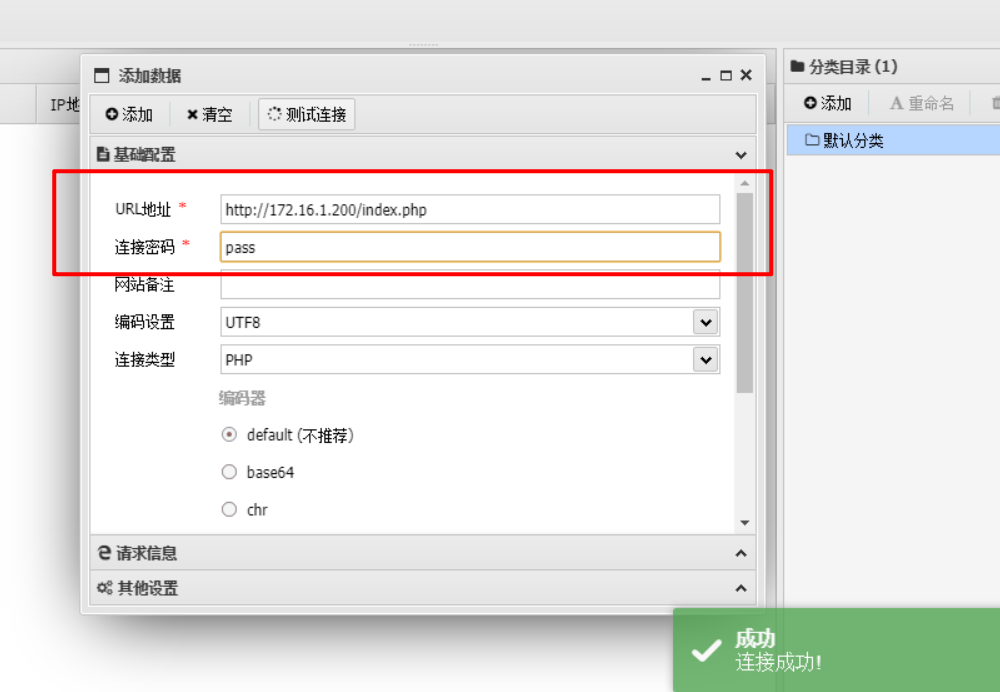 添加数据
添加 清空 测试连接
基础配置
URL地址 * http://172.16.1.200/index.php
连接密码 * pass
网站备注
编码设置 UTF8
连接类型 PHP
编码器
default (不推荐)
base64
chr
请求信息
其他设置
IP地
分类目录 (1)
添加 A 重命名
默认分类
成功
连接成功!